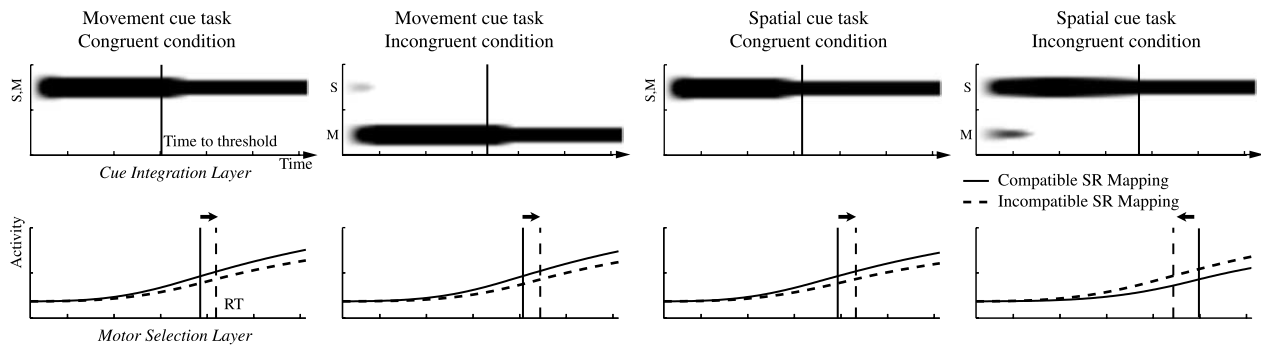 Movement cue task
Congruent condition
Movement cue task
Incongruent condition
Spatial cue task
Congruent condition
Spatial cue task
Incongruent condition
S,M
Time to threshold
Time
Cue Integration Layer
S
M
S,M
S
M
Compatible SR Mapping
Incompatible SR Mapping
Activity
RT
Motor Selection Layer